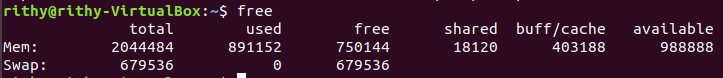 rithy@rithy-VirtualBox:~$ free
total used free shared buff/cache available
Mem: 2044484 891152 750144 18120 403188 988888
Swap: 679536 0 679536